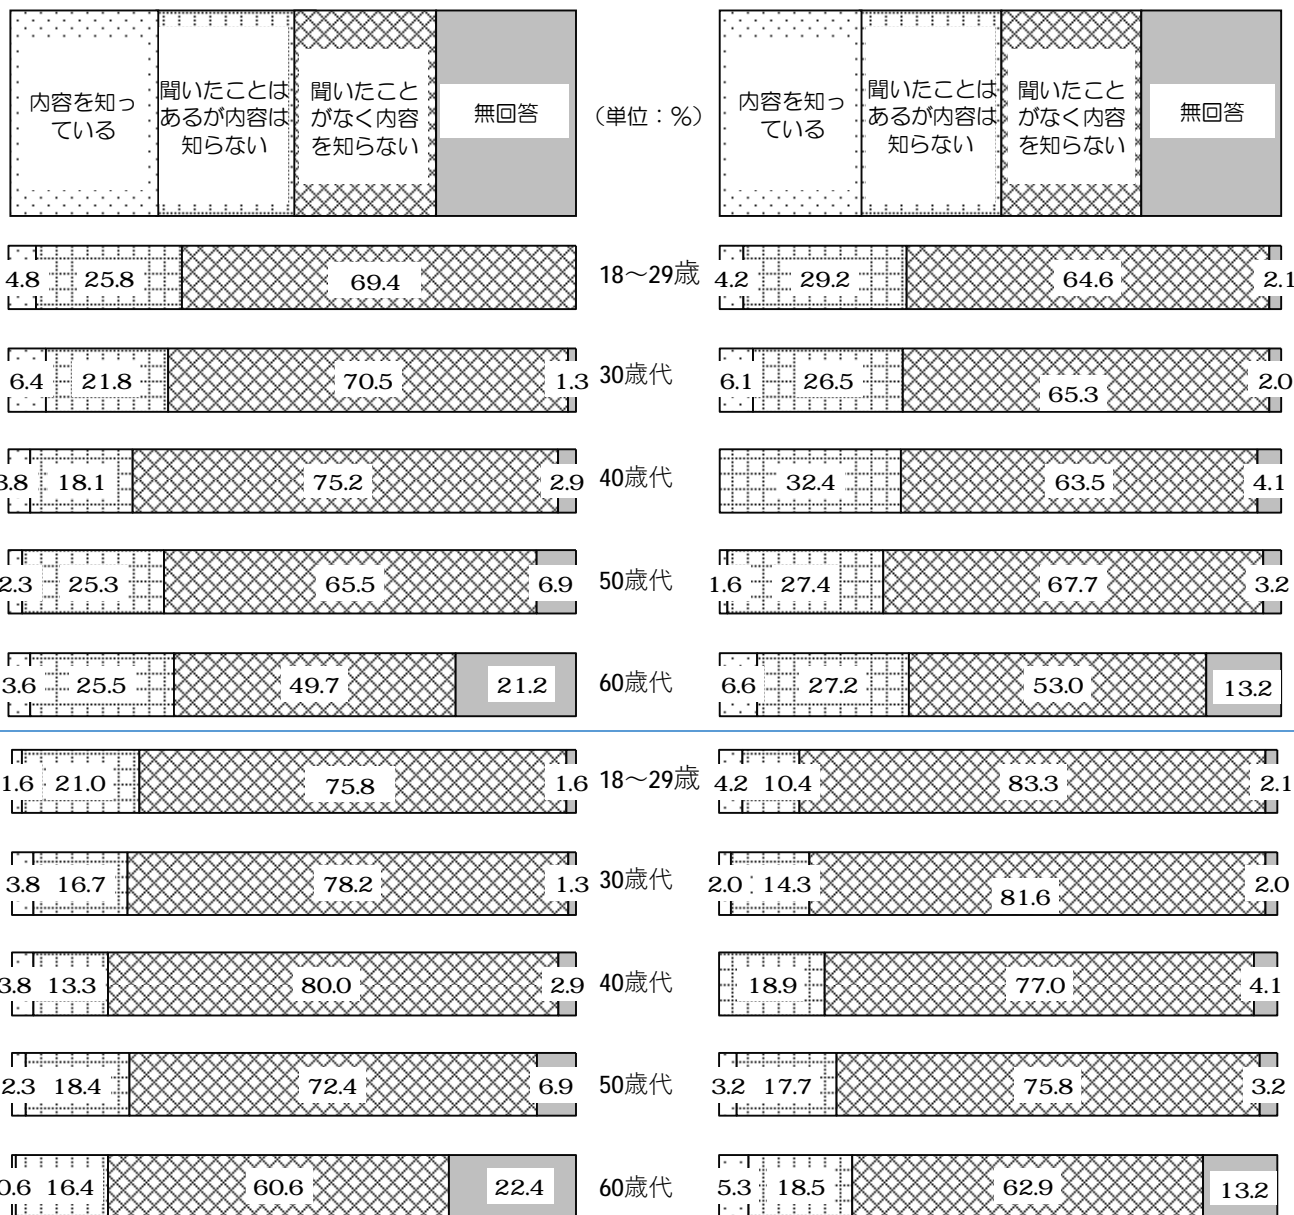 内容を知っ
ている
聞いたことは
あるが内容は
知らない
聞いたこと
がなく内容
を知らない
無回答
（単位：％）
内容を知っ
ている
聞いたことは
あるが内容は
知らない
聞いたこと
がなく内容
を知らない
無回答
4.8 25.8 69.4 18～29歳 4.2 29.2 64.6 2.1
6.4 21.8 70.5 1.3 30歳代 6.1 26.5 65.3 2.0
3.8 18.1 75.2 2.9 40歳代 32.4 63.5 4.1
2.3 25.3 65.5 6.9 50歳代 1.6 27.4 67.7 3.2
3.6 25.5 49.7 21.2 60歳代 6.6 27.2 53.0 13.2
1.6 21.0 75.8 1.6 18～29歳 4.2 10.4 83.3 2.1
3.8 16.7 78.2 1.3 30歳代 2.0 14.3 81.6 2.0
3.8 13.3 80.0 2.9 40歳代 18.9 77.0 4.1
2.3 18.4 72.4 6.9 50歳代 3.2 17.7 75.8 3.2
0.6 16.4 60.6 22.4 60歳代 5.3 18.5 62.9 13.2